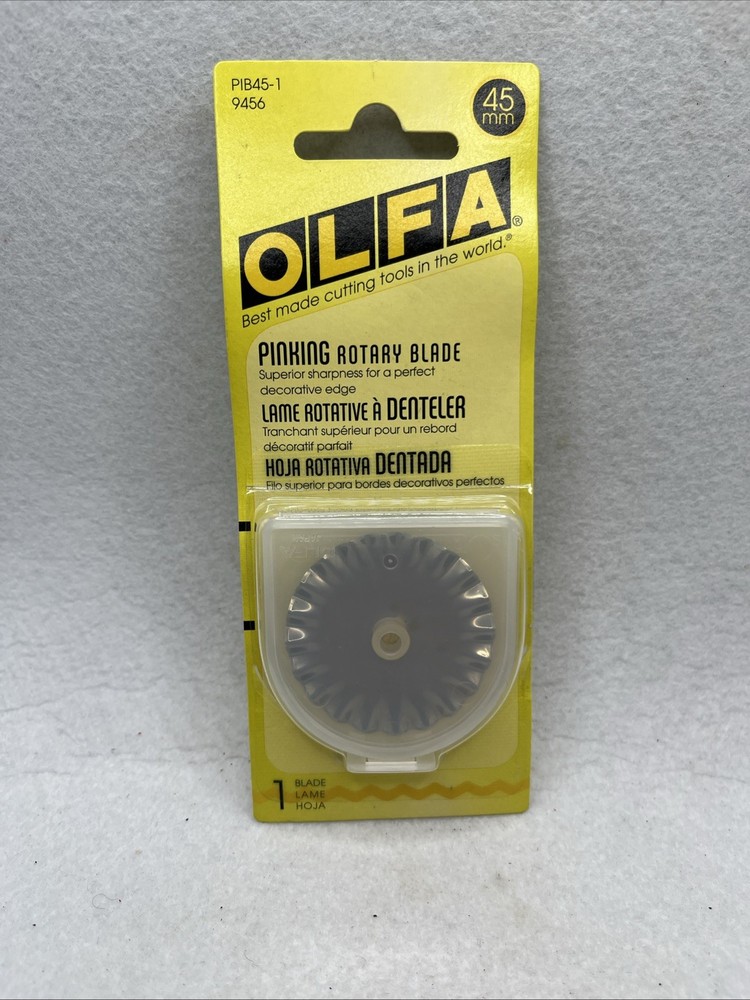 PIB45-1
9456
45
mm
OLFA®
Best made cutting tools in the world.®
PINKING ROTARY BLADE
Superior sharpness for a perfect
decorative edge
LAME ROTATIVE À DENTELER
Tranchant supérieur pour un rebord
décoratif parfait
HOJA ROTATIVA DENTADA
Filo superior para bordes decorativos perfectos
1 BLADE
LAME
HOJA